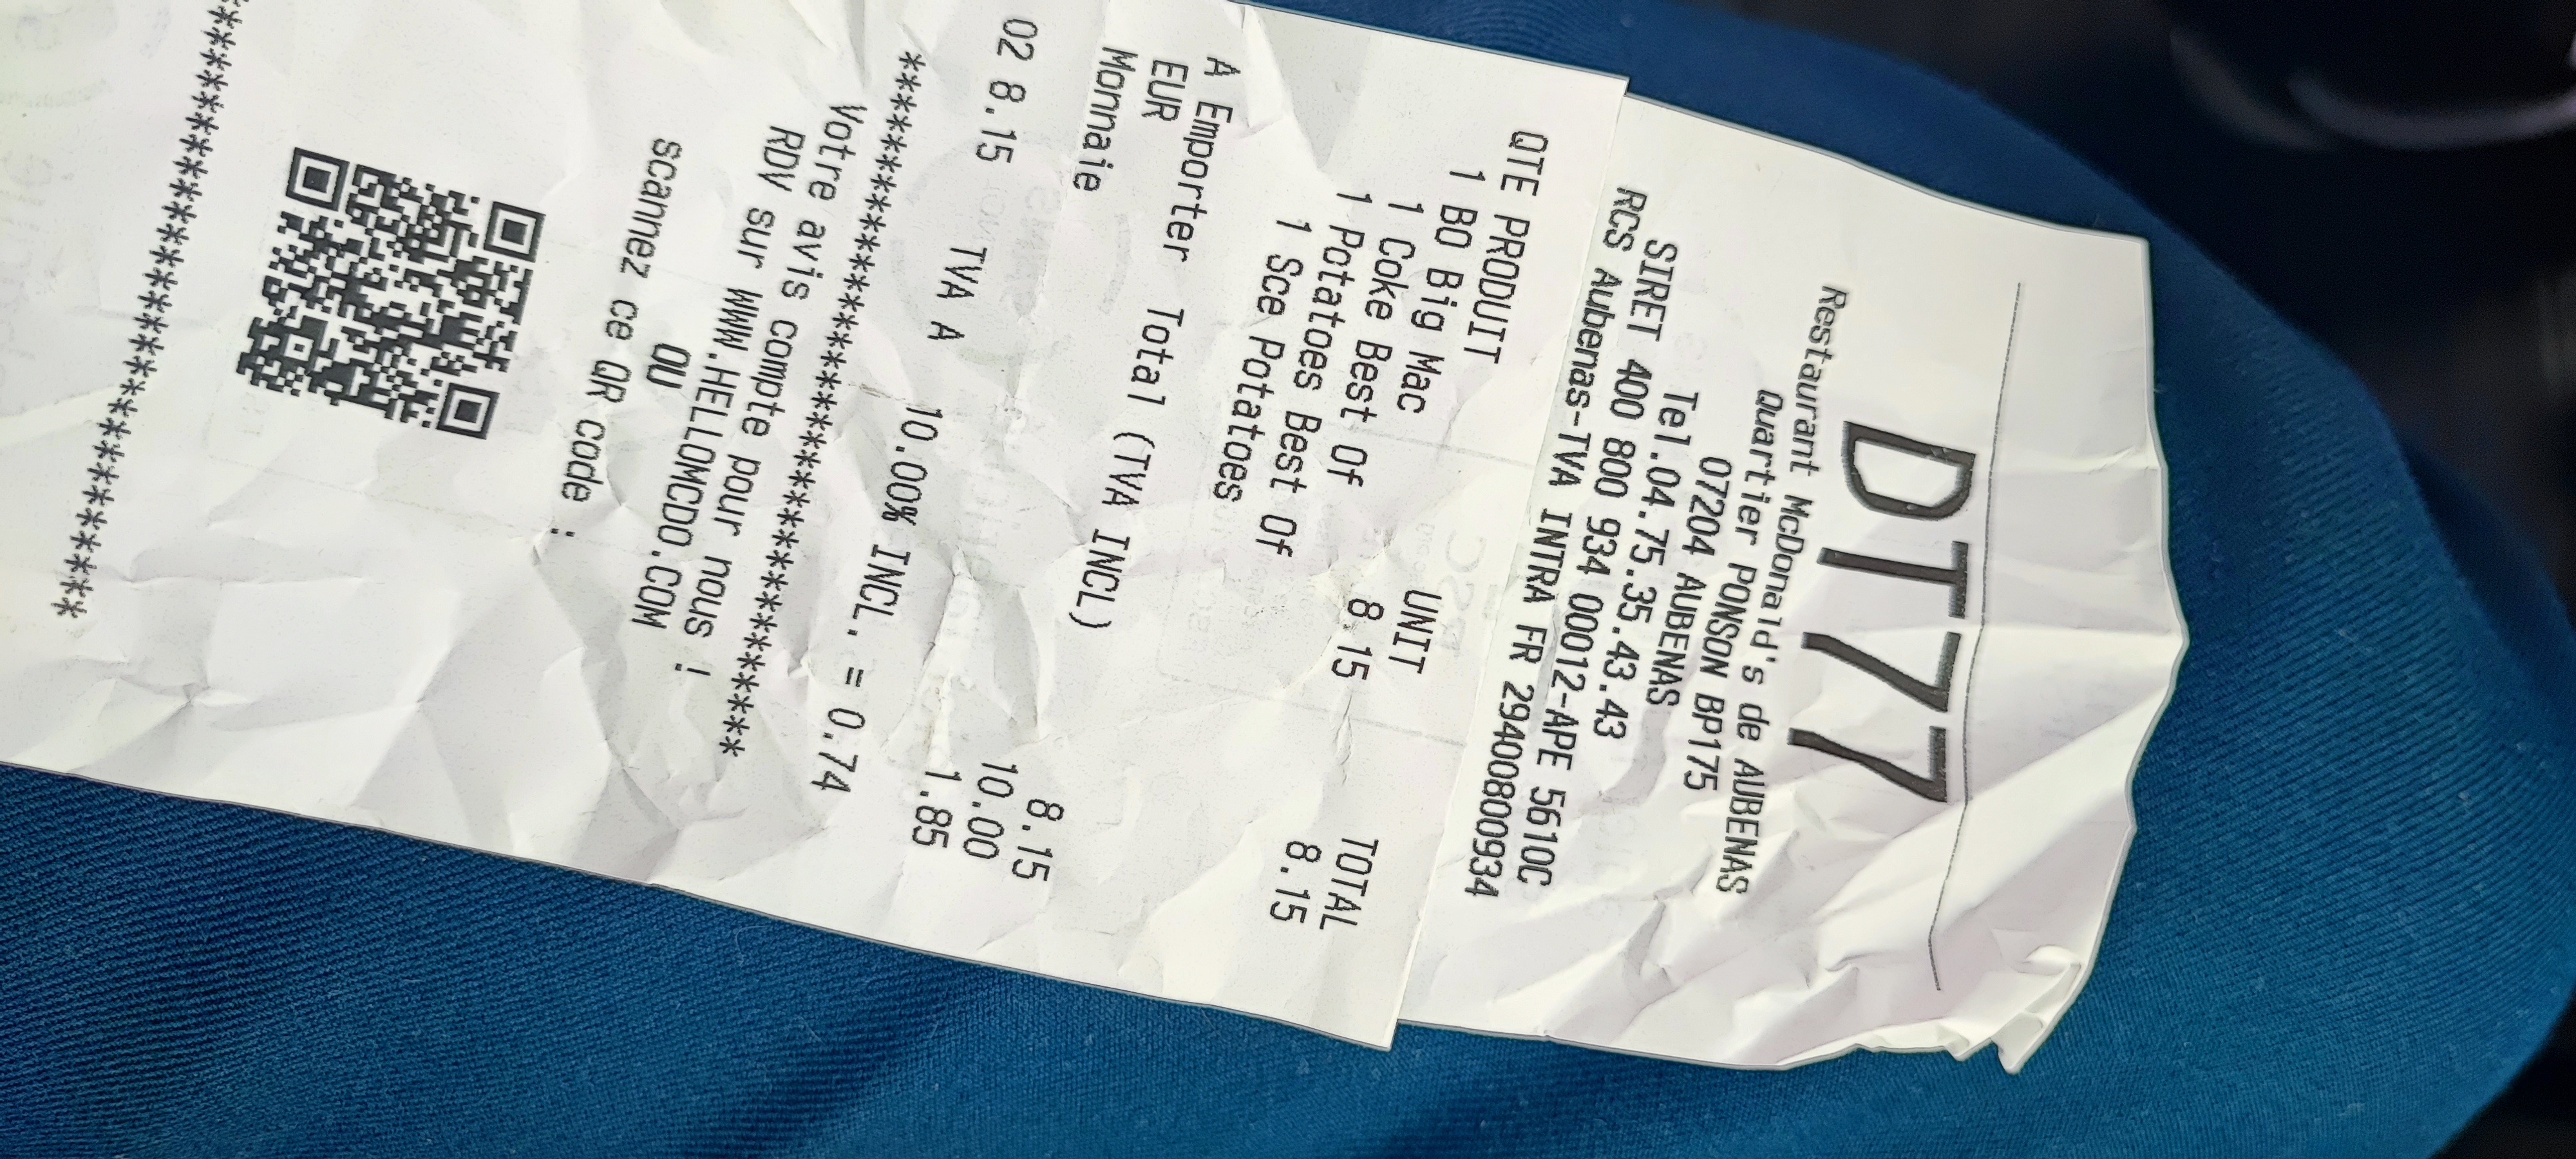 DT77
Restaurant McDonald's de AUBENAS
Quartier PONSON BP175
07204 AUBENAS
Tel.04.75.35.43.43
SIRET 400 800 934 00012-APE 5610C
RCS Aubenas-TVA INTRA FR 29400800934
QTE PRODUIT UNIT TOTAL
1 BO Big Mac 8.15 8.15
1 Coke Best Of
1 Potatoes Best Of
1 Sce Potatoes
A Emporter Total (TVA INCL) 8.15
EUR 10.00
Monnaie 1.85
02 8.15 TVA A 10.00% INCL. = 0.74
**********************************
Votre avis compte pour nous !
RDV sur WWW.HELLOMCDO.COM
OU
scannez ce QR code :
**********************************